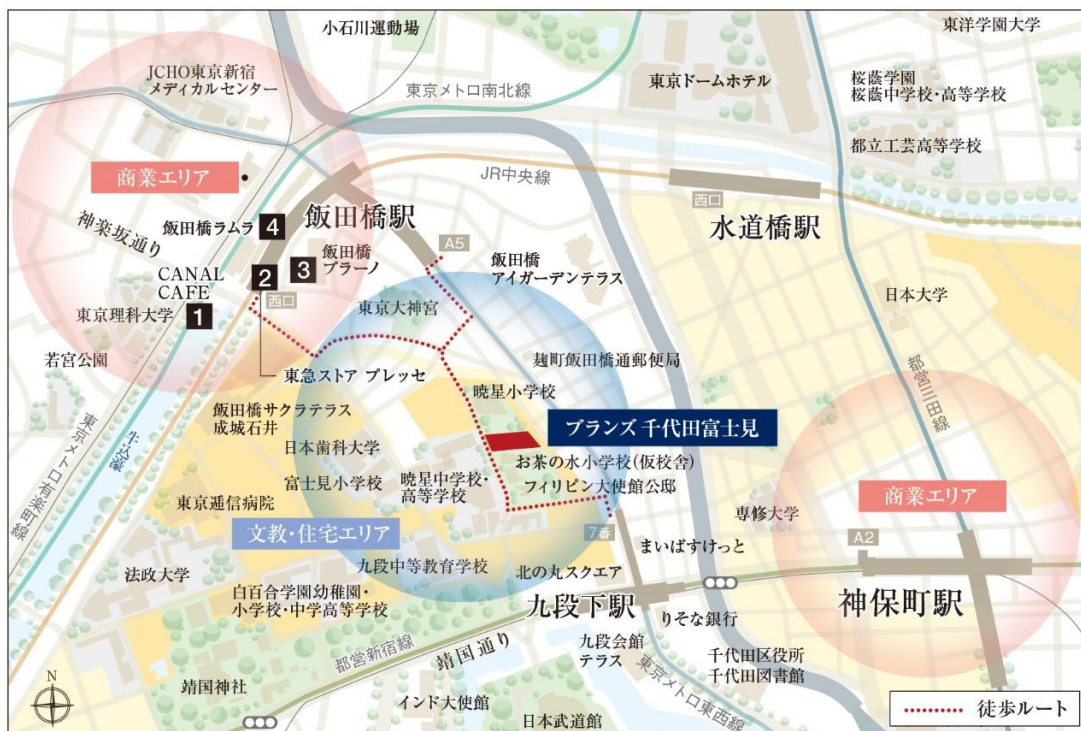 小石川運動場
東洋学園大学
JCHO東京新宿
メディカルセンター
東京メトロ南北線
東京ドームホテル
桜蔭学園
桜蔭中学校・高等学校
都立工芸高等学校
商業エリア
JR中央線
西口
水道橋駅
神楽坂通り
飯田橋ラムラ
4
飯田橋駅
A5
飯田橋
アイガーデンテラス
3
飯田橋
プラーノ
2
西口
CANAL
CAFE
1
東京理科大学
東京大神宮
日本大学
都営三田線
若宮公園
東急ストア プレッセ
麹町飯田橋通郵便局
暁星小学校
飯田橋サクラテラス
成城石井
ブランズ 千代田富士見
日本歯科大学
お茶の水小学校(仮校舎)
フィリピン大使館公邸
富士見小学校
暁星中学校・
高等学校
東京メトロ有楽町線
牛込濠
東京逓信病院
商業エリア
専修大学
7番
文教・住宅エリア
まいばすけっと
A2
法政大学
九段中等教育学校
北の丸スクエア
白百合学園幼稚園・
小学校・中学高等学校
九段下駅
神保町駅
りそな銀行
都営新宿線
靖国通り
九段会館
テラス
東京メトロ東西線
千代田区役所
千代田図書館
N
靖国神社
インド大使館
日本武道館
徒歩ルート